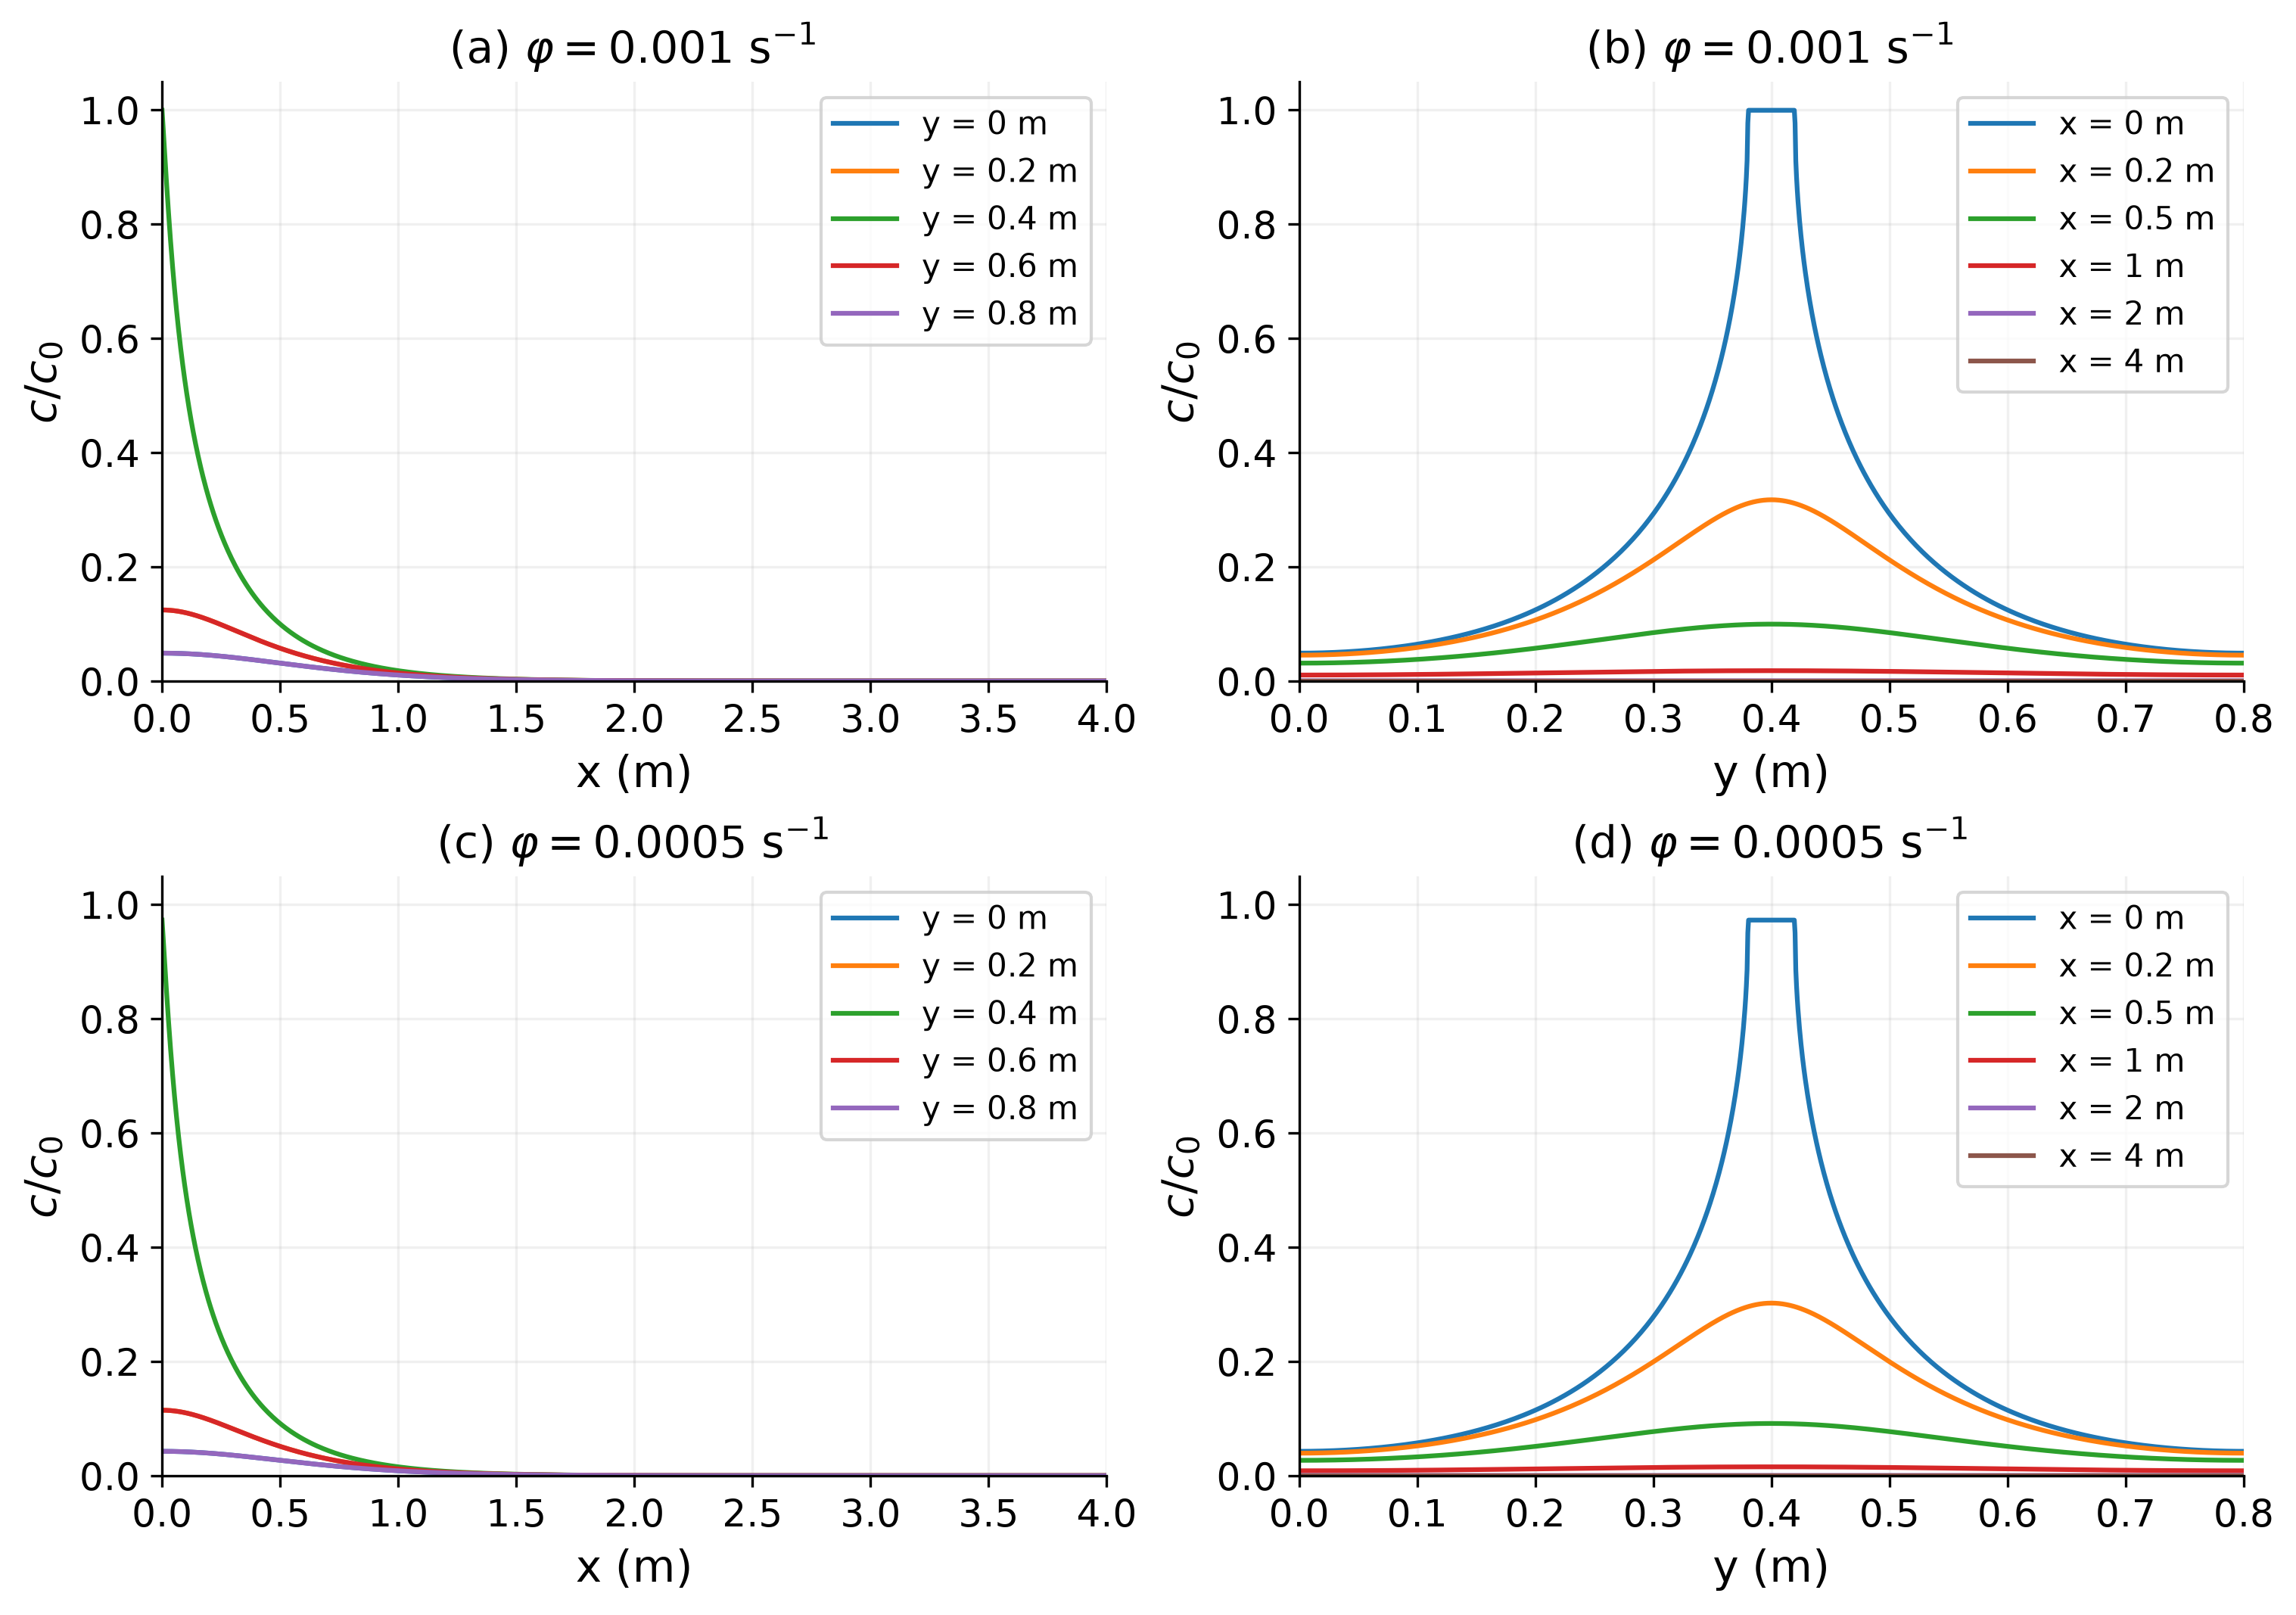 (a) φ = 0.001 s⁻¹
c/c₀
1.0
0.8
0.6
0.4
0.2
0.0
y = 0 m
y = 0.2 m
y = 0.4 m
y = 0.6 m
y = 0.8 m
0.0 0.5 1.0 1.5 2.0 2.5 3.0 3.5 4.0
x (m)
(b) φ = 0.001 s⁻¹
c/c₀
1.0
0.8
0.6
0.4
0.2
0.0
x = 0 m
x = 0.2 m
x = 0.5 m
x = 1 m
x = 2 m
x = 4 m
0.0 0.1 0.2 0.3 0.4 0.5 0.6 0.7 0.8
y (m)
(c) φ = 0.0005 s⁻¹
c/c₀
1.0
0.8
0.6
0.4
0.2
0.0
y = 0 m
y = 0.2 m
y = 0.4 m
y = 0.6 m
y = 0.8 m
0.0 0.5 1.0 1.5 2.0 2.5 3.0 3.5 4.0
x (m)
(d) φ = 0.0005 s⁻¹
c/c₀
1.0
0.8
0.6
0.4
0.2
0.0
x = 0 m
x = 0.2 m
x = 0.5 m
x = 1 m
x = 2 m
x = 4 m
0.0 0.1 0.2 0.3 0.4 0.5 0.6 0.7 0.8
y (m)